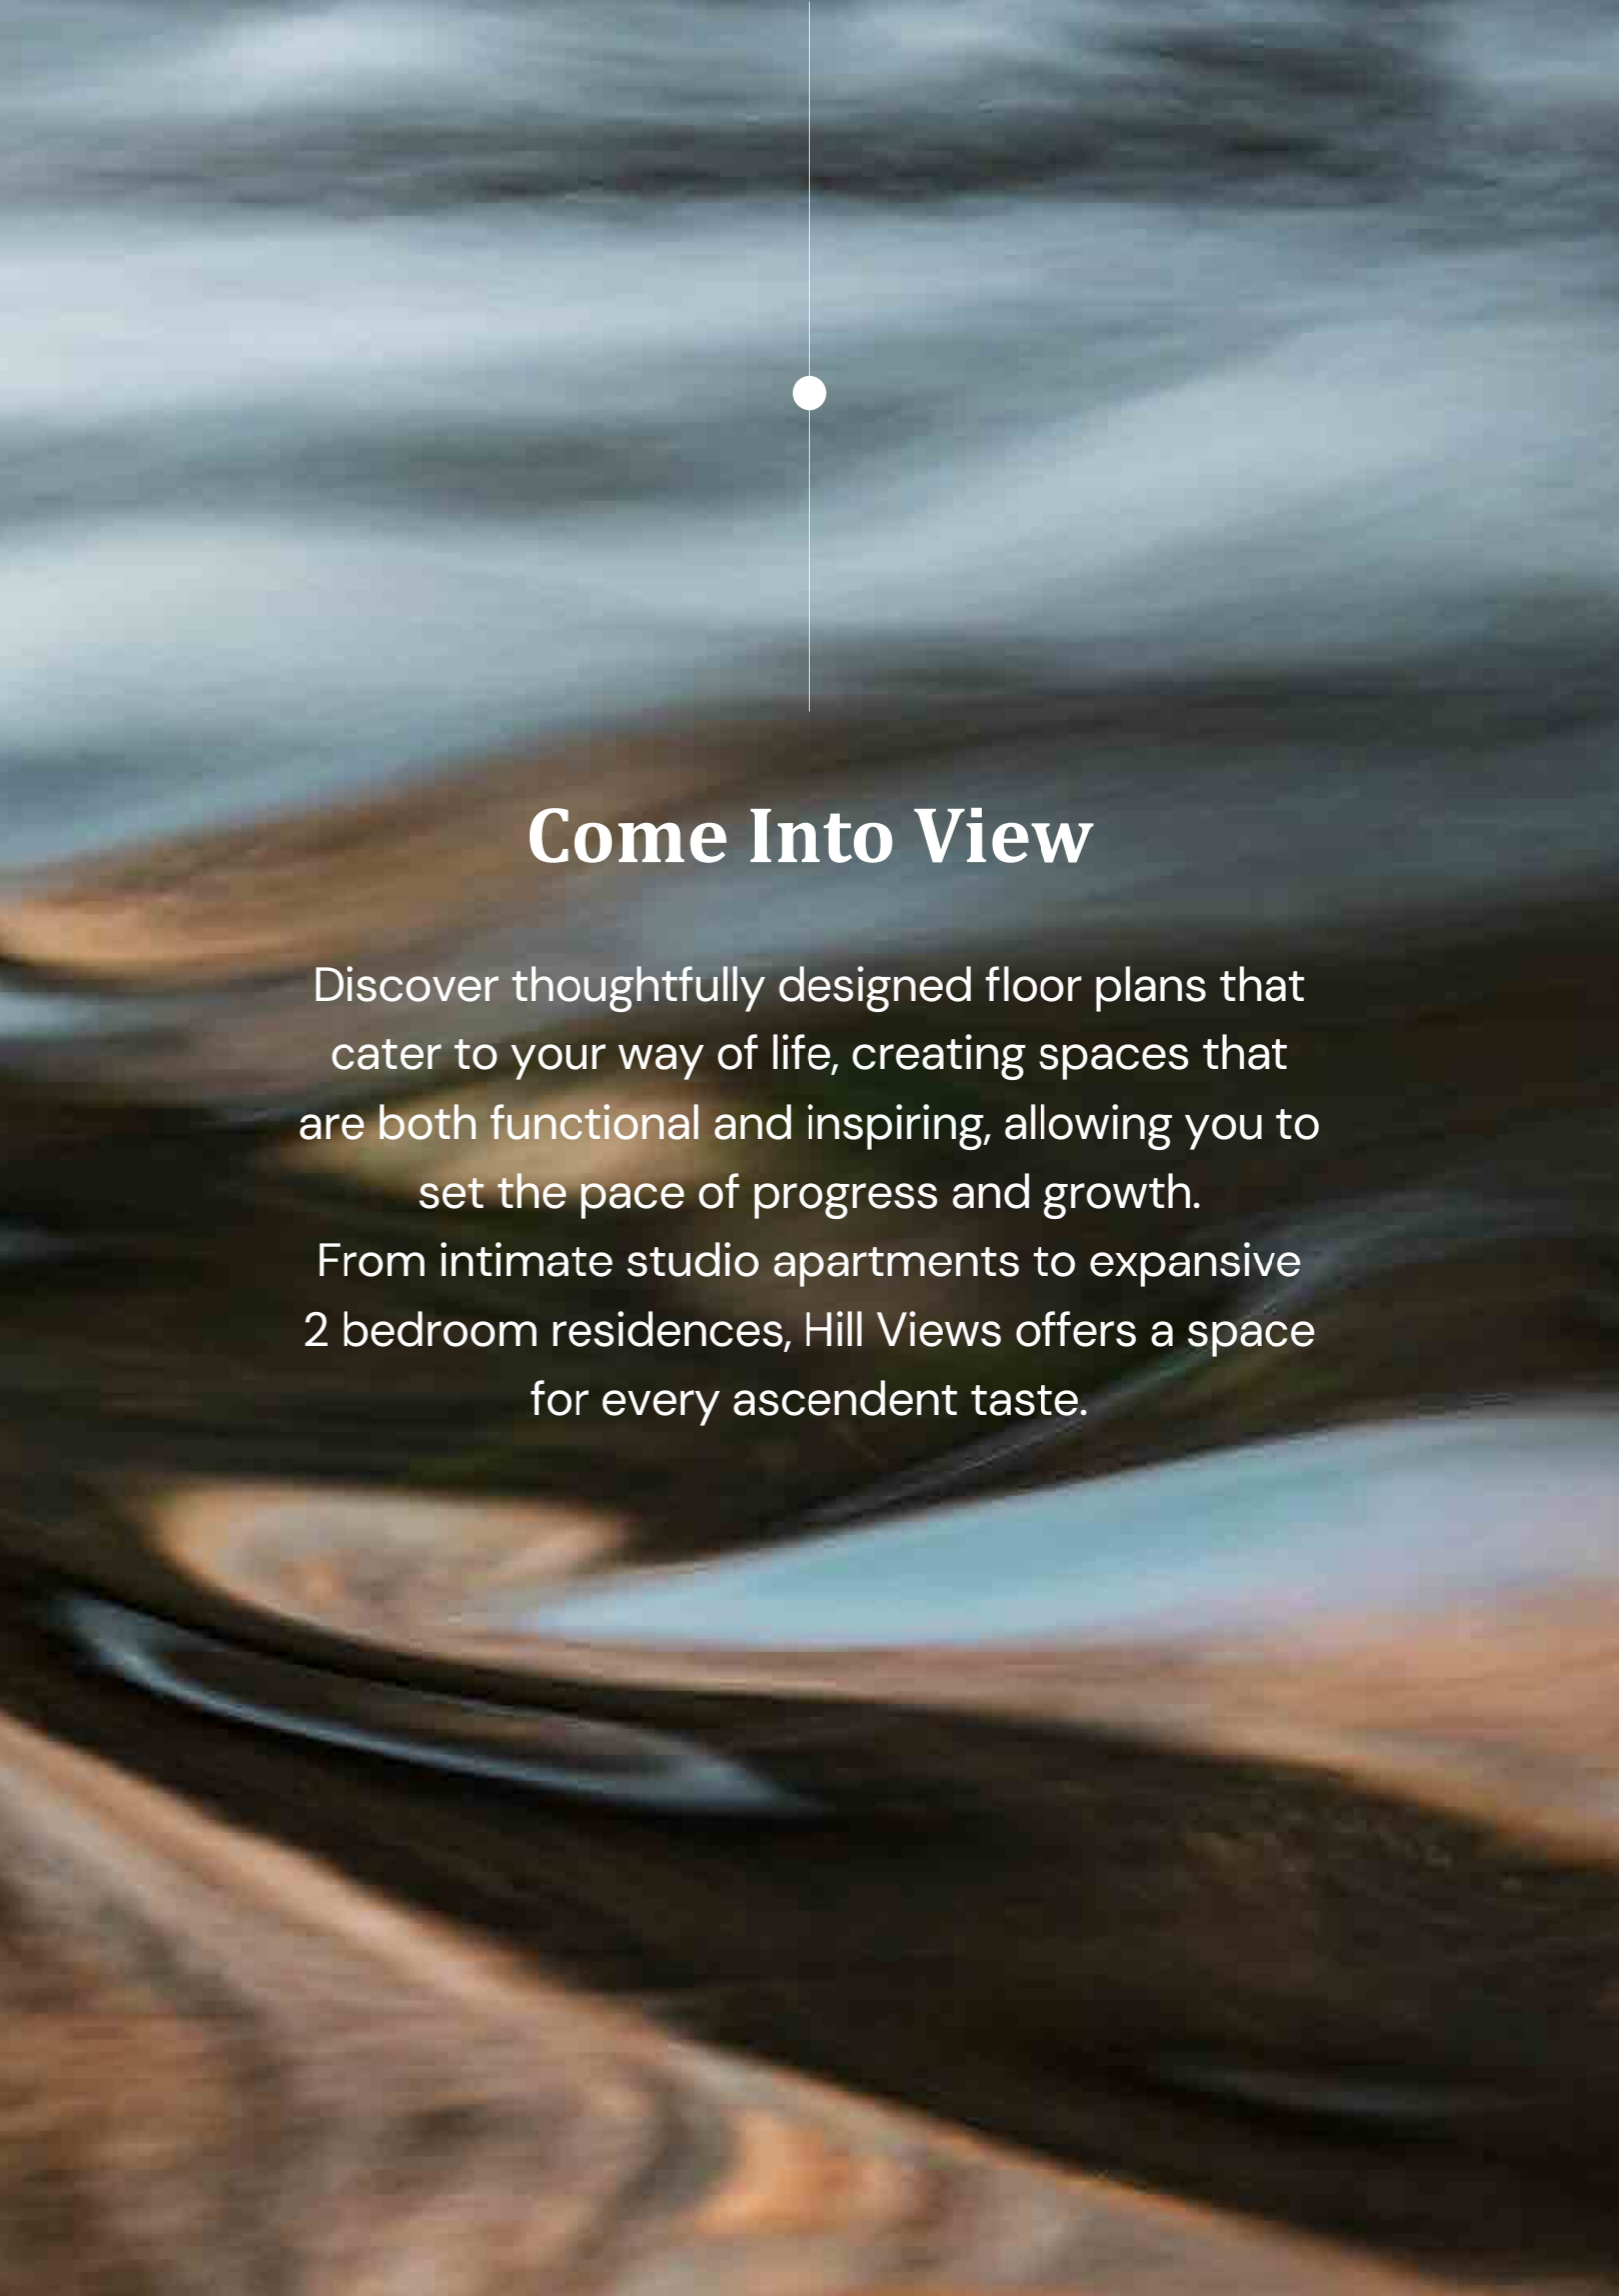 Come Into View
Discover thoughtfully designed floor plans that
cater to your way of life, creating spaces that
are both functional and inspiring, allowing you to
set the pace of progress and growth.
From intimate studio apartments to expansive
2 bedroom residences, Hill Views offers a space
for every ascendent taste.